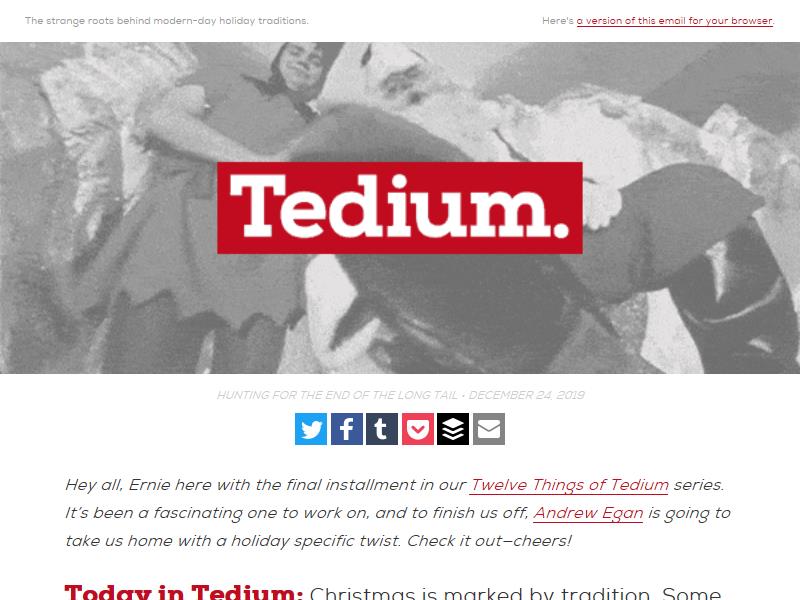 The strange roots behind modern-day holiday traditions.
Here's a version of this email for your browser.
Tedium.
HUNTING FOR THE END OF THE LONG TAIL • DECEMBER 24, 2019
Hey all, Ernie here with the final installment in our Twelve Things of Tedium series.
It's been a fascinating one to work on, and to finish us off, Andrew Egan is going to
take us home with a holiday specific twist. Check it out—cheers!
Today in Tedium: Christmas is marked by tradition. Some